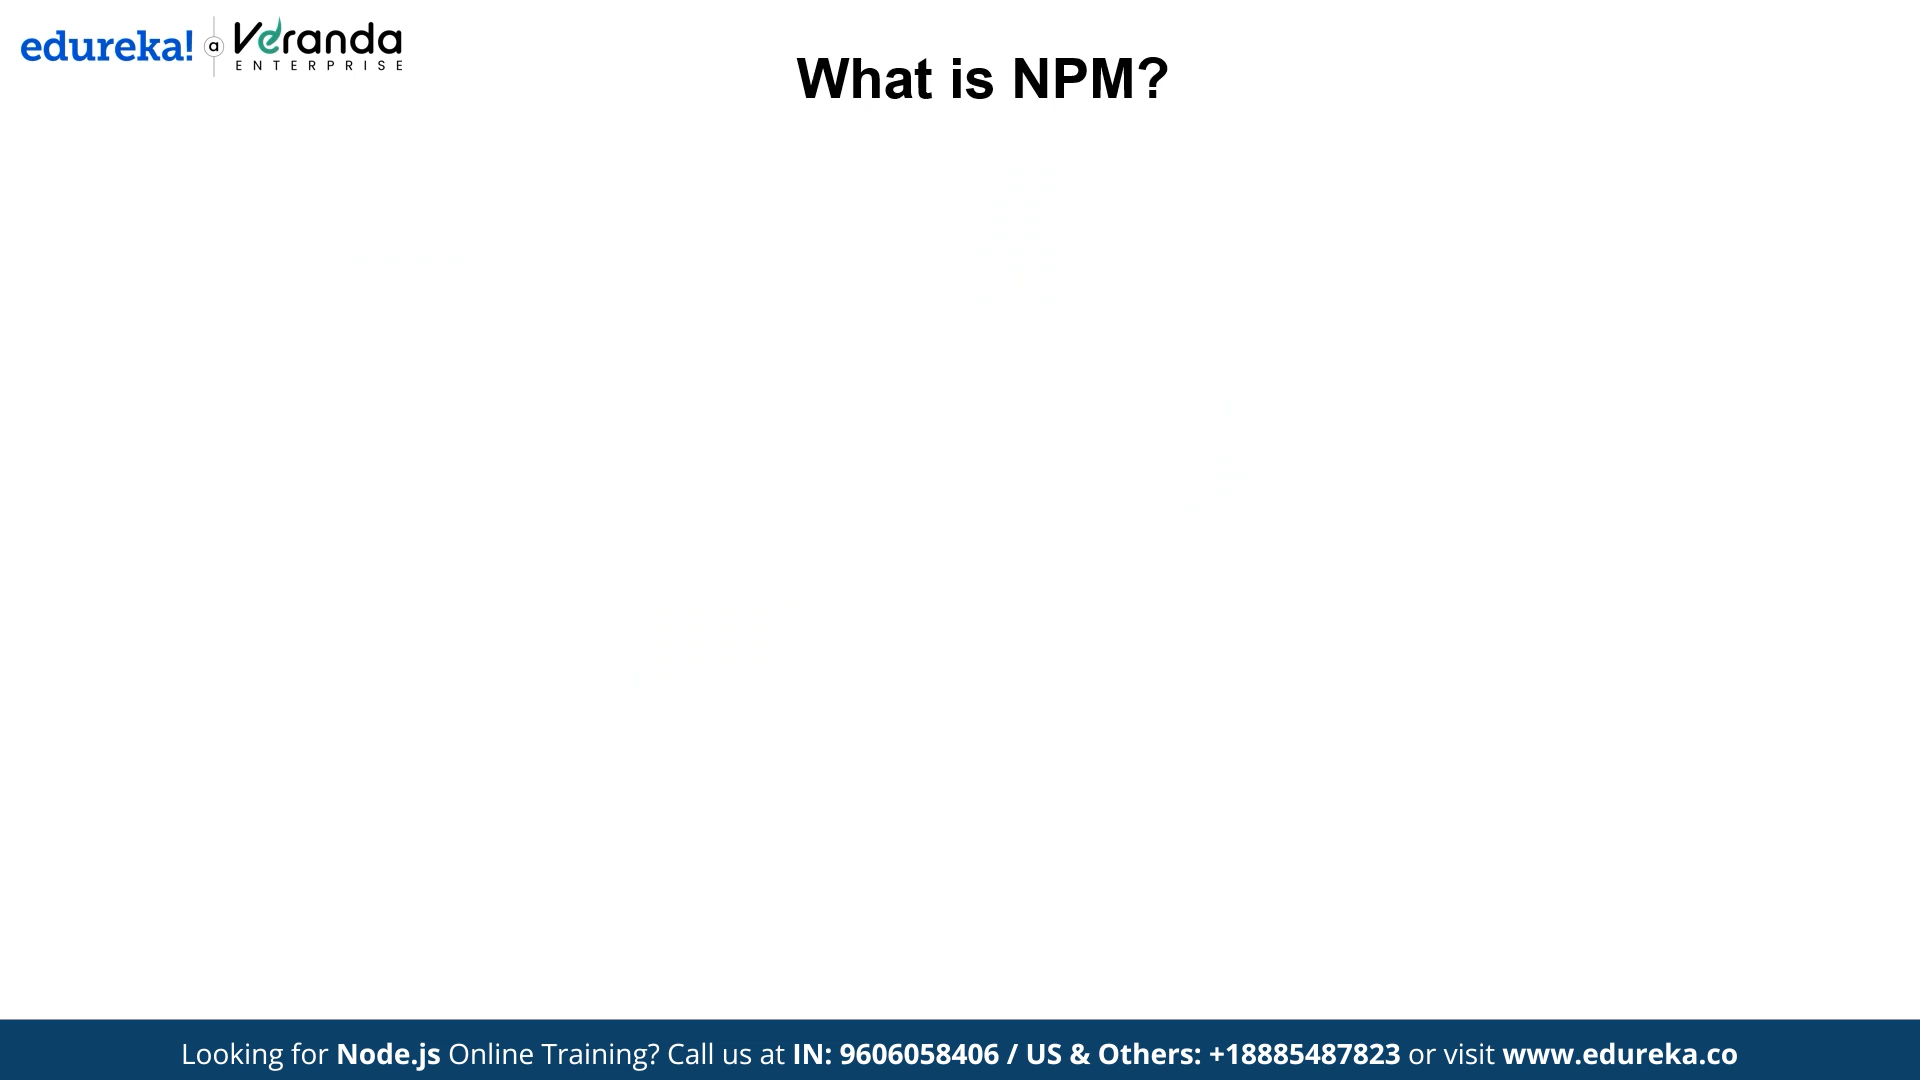 edureka! a Veranda
ENTERPRISE
What is NPM?
Looking for Node.js Online Training? Call us at IN: 9606058406 / US & Others: +18885487823 or visit www.edureka.co